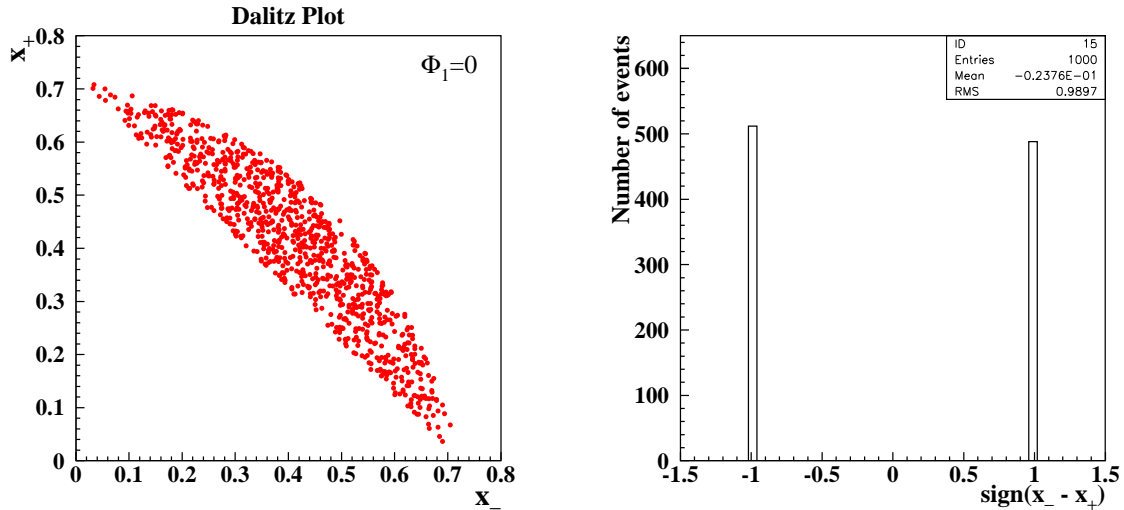 Dalitz Plot
x₊
Φ₁=0
0.8
0.7
0.6
0.5
0.4
0.3
0.2
0.1
0
0 0.1 0.2 0.3 0.4 0.5 0.6 0.7 0.8
x₋
Number of events
600
500
400
300
200
100
0
ID 15
Entries 1000
Mean -0.2376E-01
RMS 0.9897
-1.5 -1 -0.5 0 0.5 1 1.5
sign(x₋ - x₊)